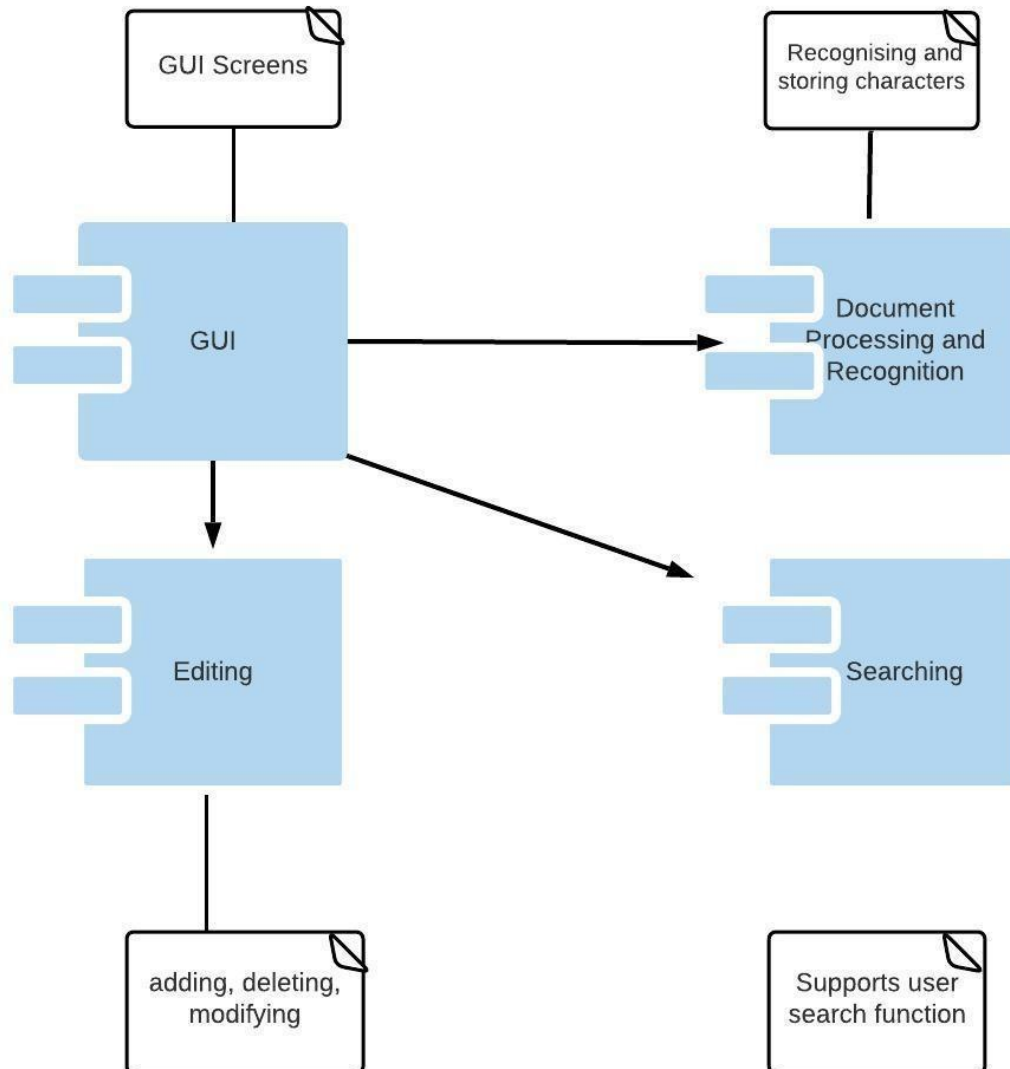 GUI Screens
Recognising and
storing characters
GUI
Document
Processing and
Recognition
Editing
Searching
adding, deleting,
modifying
Supports user
search function